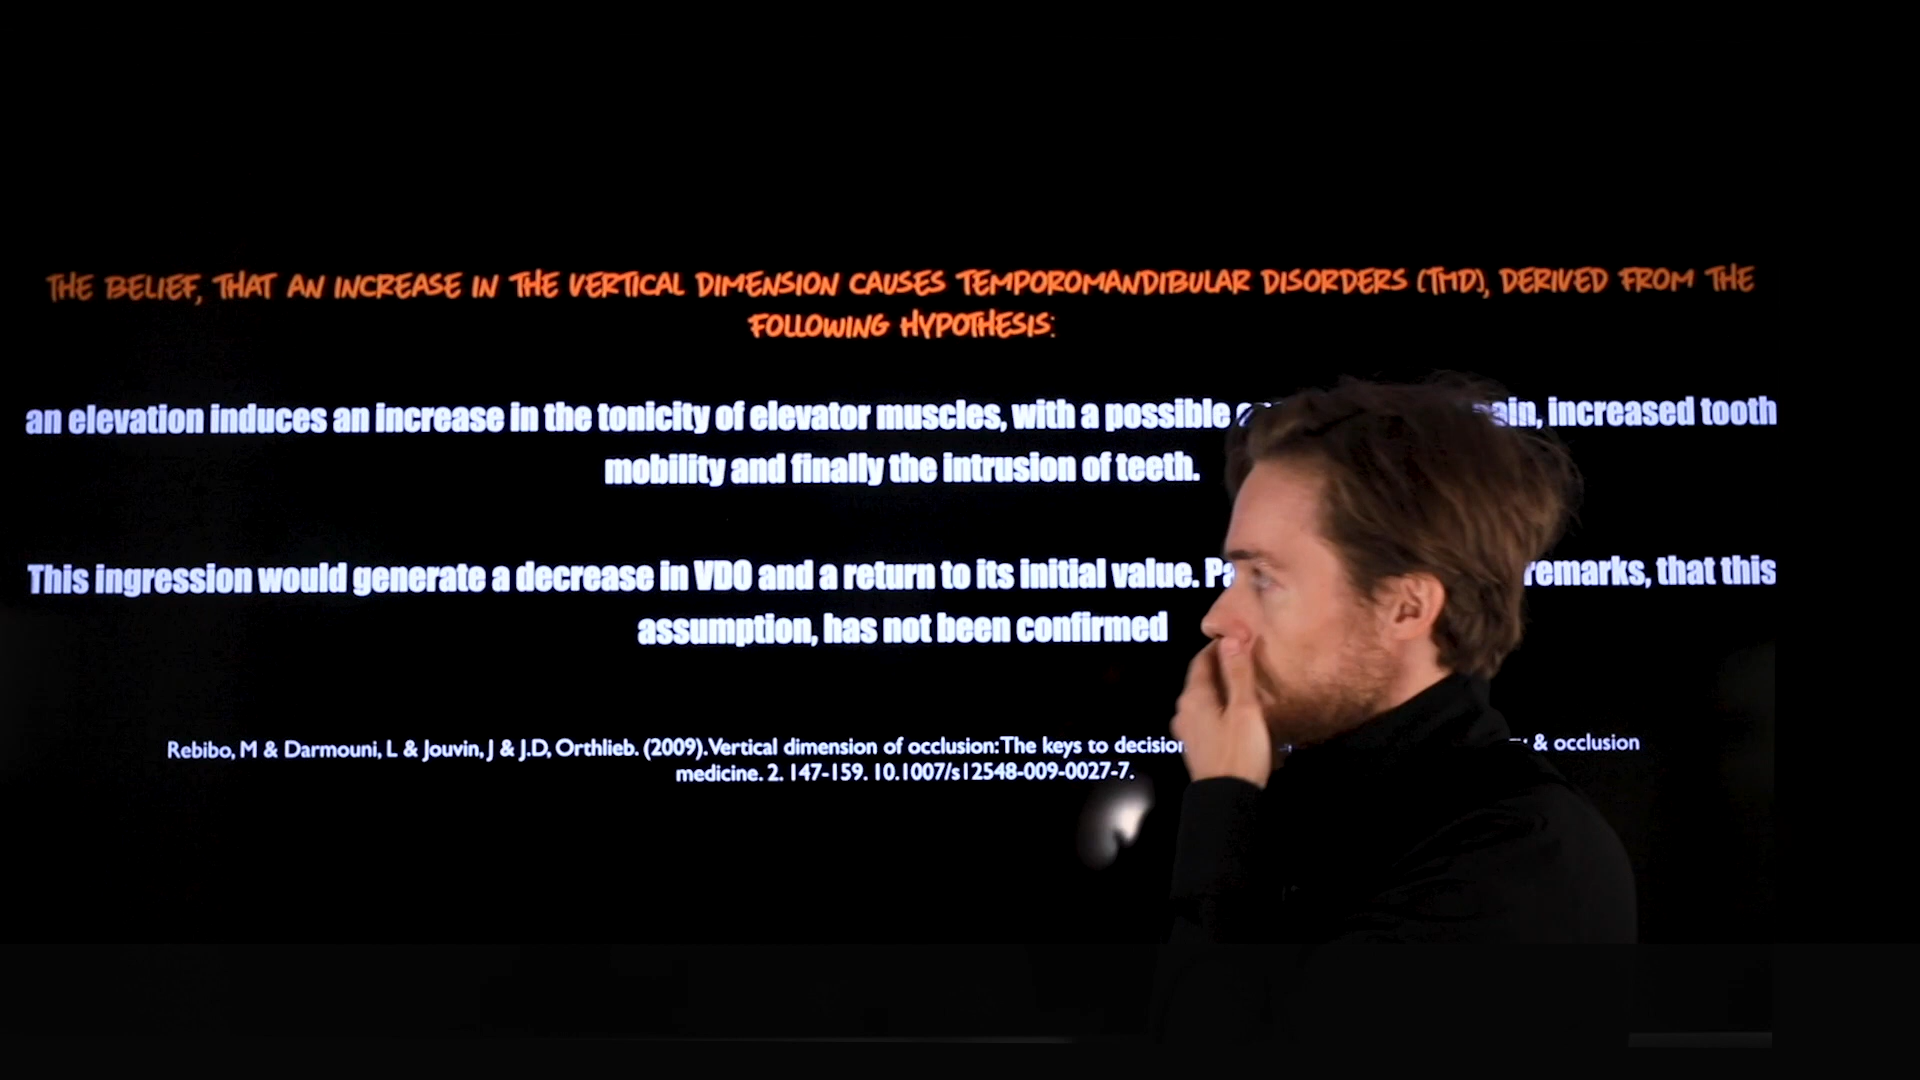 THE BELIEF, THAT AN INCREASE IN THE VERTICAL DIMENSION CAUSES TEMPOROMANDIBULAR DISORDERS (TMD), DERIVED FROM THE
FOLLOWING HYPOTHESIS:
an elevation induces an increase in the tonicity of elevator muscles, with a possible increased tooth
mobility and finally the intrusion of teeth.
This ingression would generate a decrease in VDO and a return to its initial value. remarks, that this
assumption, has not been confirmed
Rebibo, M & Darmouni, L & Jouvin, J & J.D, Orthlieb. (2009). Vertical dimension of occlusion: The keys to decision & occlusion
medicine. 2. 147-159. 10.1007/s12548-009-0027-7.